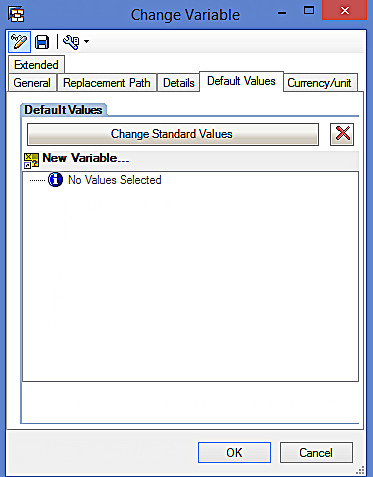 Change Variable
Extended
General Replacement Path Details Default Values Currency/unit
Default Values
Change Standard Values
New Variable...
No Values Selected
OK Cancel